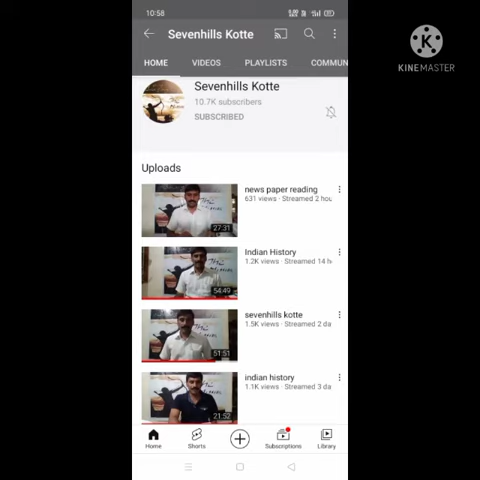 10:58
Sevenhills Kotte
HOME VIDEOS PLAYLISTS COMMUN
Sevenhills Kotte
10.7K subscribers
SUBSCRIBED
Uploads
news paper reading
631 views · Streamed 2 hou
27:31
Indian History
1.2K views · Streamed 14 h
54:49
sevenhills kotte
1.5K views · Streamed 2 da
51:51
indian history
1.1K views · Streamed 3 da
21:52
Home Shorts Subscriptions Library
K
KINEMASTER